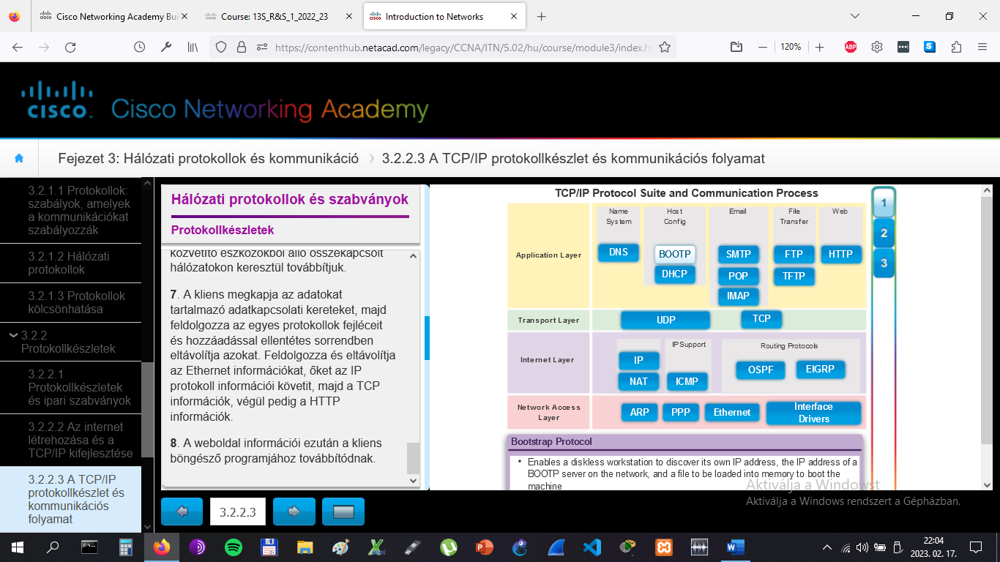 Cisco Networking Academy Bui
Course: 13S_R&S_1_2022_23
Introduction to Networks
https://contenthub.netacad.com/legacy/CCNA/ITN/5.02/hu/course/module3/index.ht
120%
ABP
CISCO
Cisco Networking Academy
Fejezet 3: Hálózati protokollok és kommunikáció
3.2.2.3 A TCP/IP protokollkészlet és kommunikációs folyamat
3.2.1.1 Protokollok:
szabályok, amelyek
a kommunikációkat
szabályozzák
3.2.1.2 Hálózati
protokollok
3.2.1.3 Protokollok
kölcsönhatása
3.2.2
Protokollkészletek
3.2.2.1
Protokollkészletek
és ipari szabványok
3.2.2.2 Az internet
létrehozása és a
TCP/IP kifejlesztése
3.2.2.3 A TCP/IP
protokollkészlet és
kommunikációs
folyamat
Hálózati protokollok és szabványok
Protokollkészletek
közvetítő eszközökből álló összekapcsolt
hálózatokon keresztül továbbítjuk.
7. A kliens megkapja az adatokat
tartalmazó adatkapcsolati kereteket, majd
feldolgozza az egyes protokollok fejléceit
és hozzáadással ellentétes sorrendben
eltávolítja azokat. Feldolgozza és eltávolítja
az Ethernet információkat, őket az IP
protokoll információi követit, majd a TCP
információk, végül pedig a HTTP
információk.
8. A weboldal információi ezután a kliens
böngésző programjához továbbítódnak.
3.2.2.3
TCP/IP Protocol Suite and Communication Process
1
2
3
Application Layer
Name
System
DNS
Host
Config
BOOTP
DHCP
Email
SMTP
POP
IMAP
File
Transfer
FTP
TFTP
Web
HTTP
Transport Layer
UDP
TCP
Internet Layer
IP
NAT
IP Support
ICMP
Routing Protocols
OSPF
EIGRP
Network Access
Layer
ARP
PPP
Ethernet
Interface
Drivers
Bootstrap Protocol
• Enables a diskless workstation to discover its own IP address, the IP address of a
BOOTP server on the network, and a file to be loaded into memory to boot the
machine
Aktiválja a Windowst
Aktiválja a Windows rendszert a Gépházban.
22:04
2023. 02. 17.